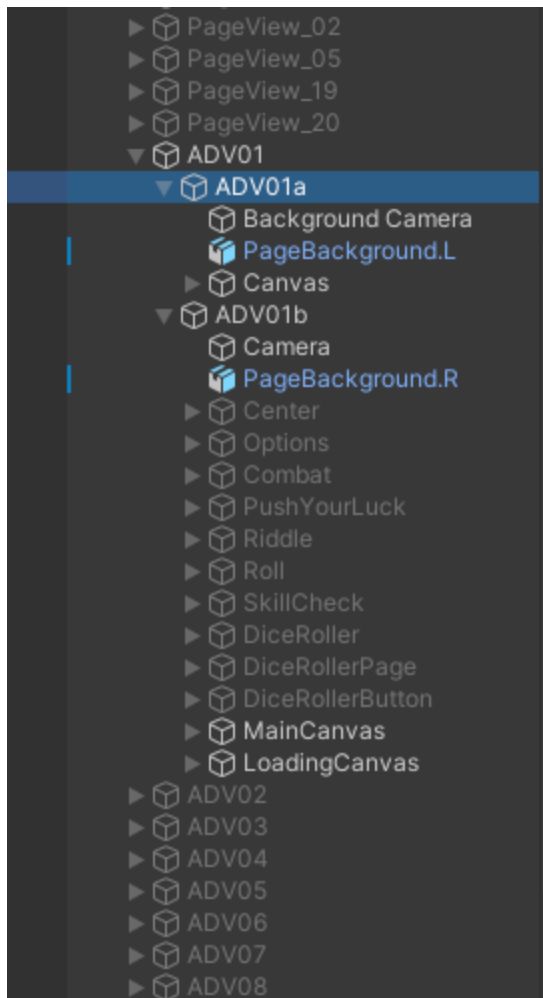 PageView_02
PageView_05
PageView_19
PageView_20
ADV01
ADV01a
Background Camera
PageBackground.L
Canvas
ADV01b
Camera
PageBackground.R
Center
Options
Combat
PushYourLuck
Riddle
Roll
SkillCheck
DiceRoller
DiceRollerPage
DiceRollerButton
MainCanvas
LoadingCanvas
ADV02
ADV03
ADV04
ADV05
ADV06
ADV07
ADV08